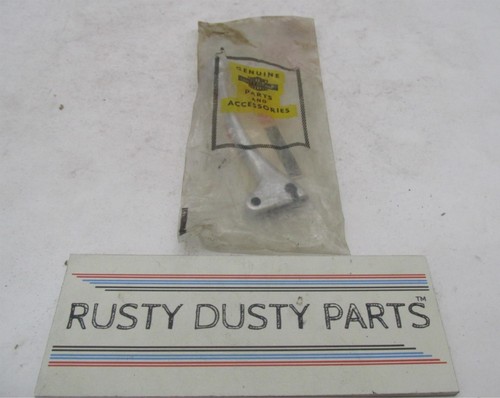 GENUINE
PARTS
AND
ACCESSORIES
RUSTY DUSTY PARTS™